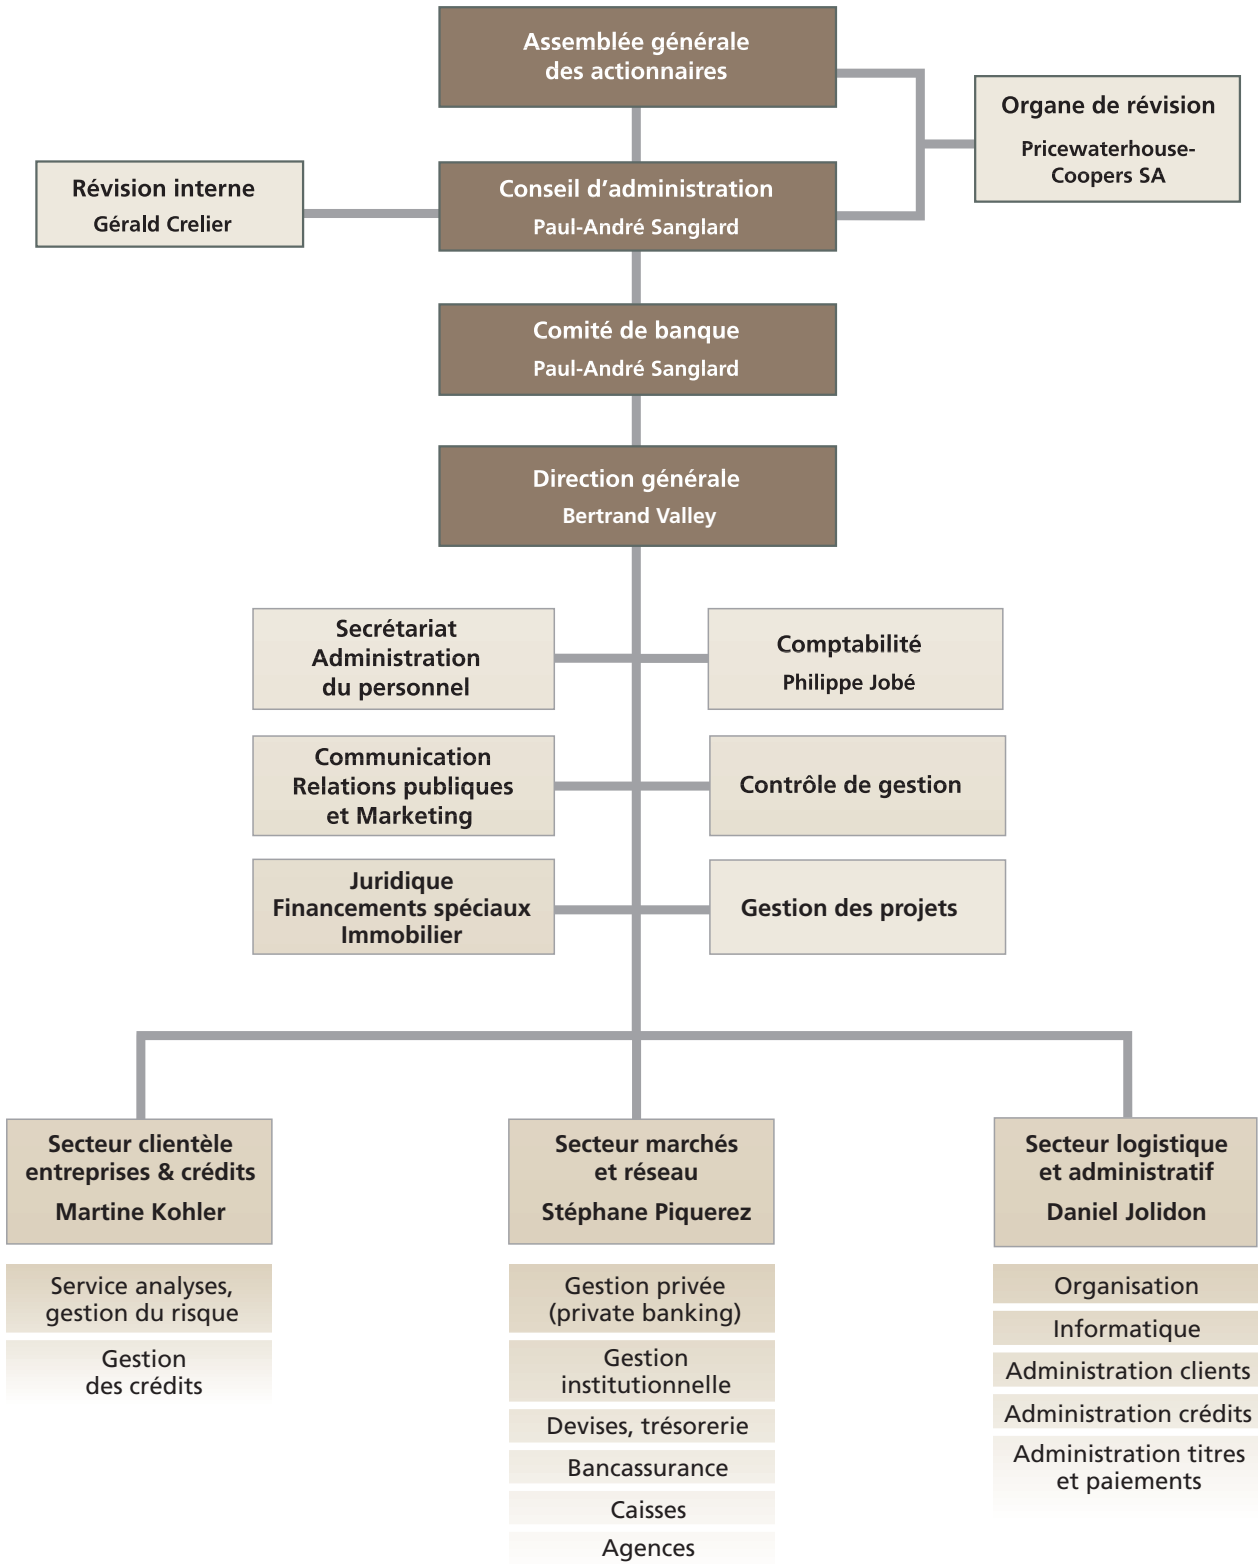 Assemblée générale
des actionnaires
Organe de révision
Pricewaterhouse-
Coopers SA
Révision interne
Gérald Crelier
Conseil d'administration
Paul-André Sanglard
Comité de banque
Paul-André Sanglard
Direction générale
Bertrand Valley
Secrétariat
Administration
du personnel
Comptabilité
Philippe Jobé
Communication
Relations publiques
et Marketing
Contrôle de gestion
Juridique
Financements spéciaux
Immobilier
Gestion des projets
Secteur clientèle
entreprises & crédits
Martine Kohler
Service analyses,
gestion du risque
Gestion
des crédits
Secteur marchés
et réseau
Stéphane Piquerez
Gestion privée
(private banking)
Gestion
institutionnelle
Devises, trésorerie
Bancassurance
Caisses
Agences
Secteur logistique
et administratif
Daniel Jolidon
Organisation
Informatique
Administration clients
Administration crédits
Administration titres
et paiements